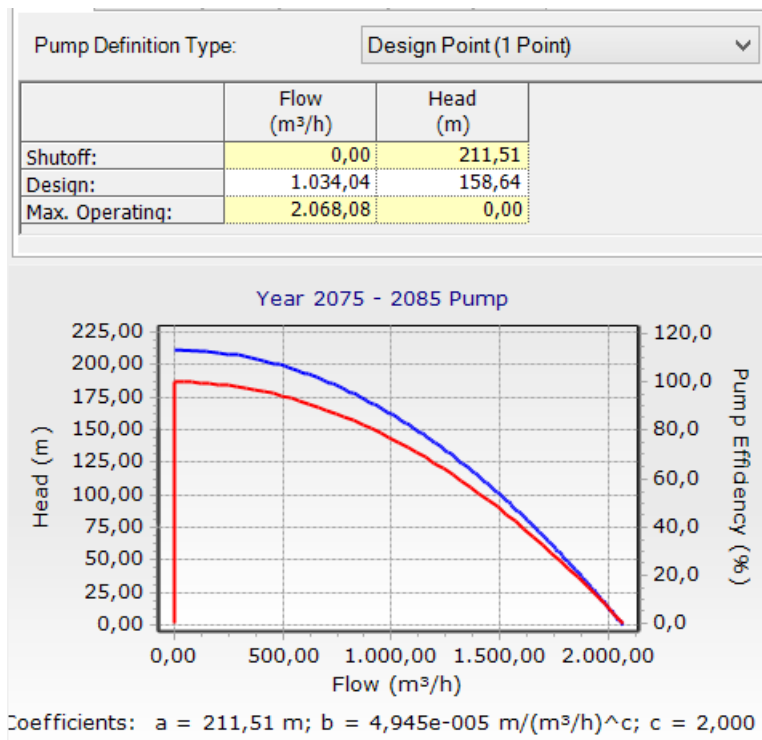 Pump Definition Type: Design Point (1 Point)
Flow (m³/h) Head (m)
Shutoff: 0,00 211,51
Design: 1.034,04 158,64
Max. Operating: 2.068,08 0,00
Year 2075 - 2085 Pump
225,00 120,0
200,00
175,00 100,0
150,00 80,0
125,00
100,00 60,0
75,00 40,0
50,00 20,0
25,00
0,00 0,0
Head (m)
Pump Efficiency (%)
0,00 500,00 1.000,00 1.500,00 2.000,00
Flow (m³/h)
Coefficients: a = 211,51 m; b = 4,945e-005 m/(m³/h)^c; c = 2,000